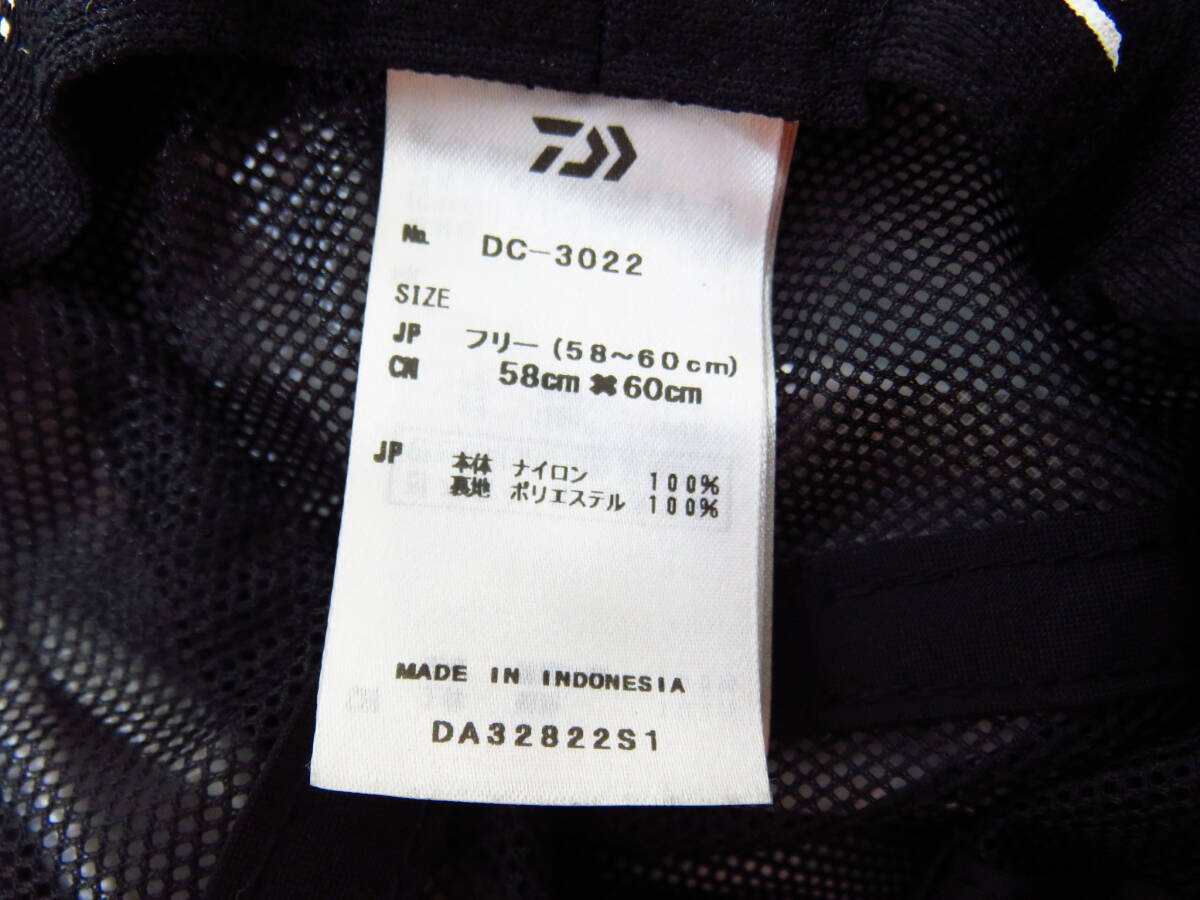 No. DC-3022
SIZE
JP フリー (58~60cm)
CN 58cm ✖ 60cm
JP 本体 ナイロン 100%
裏地 ポリエステル 100%
MADE IN INDONESIA
DA32822S1